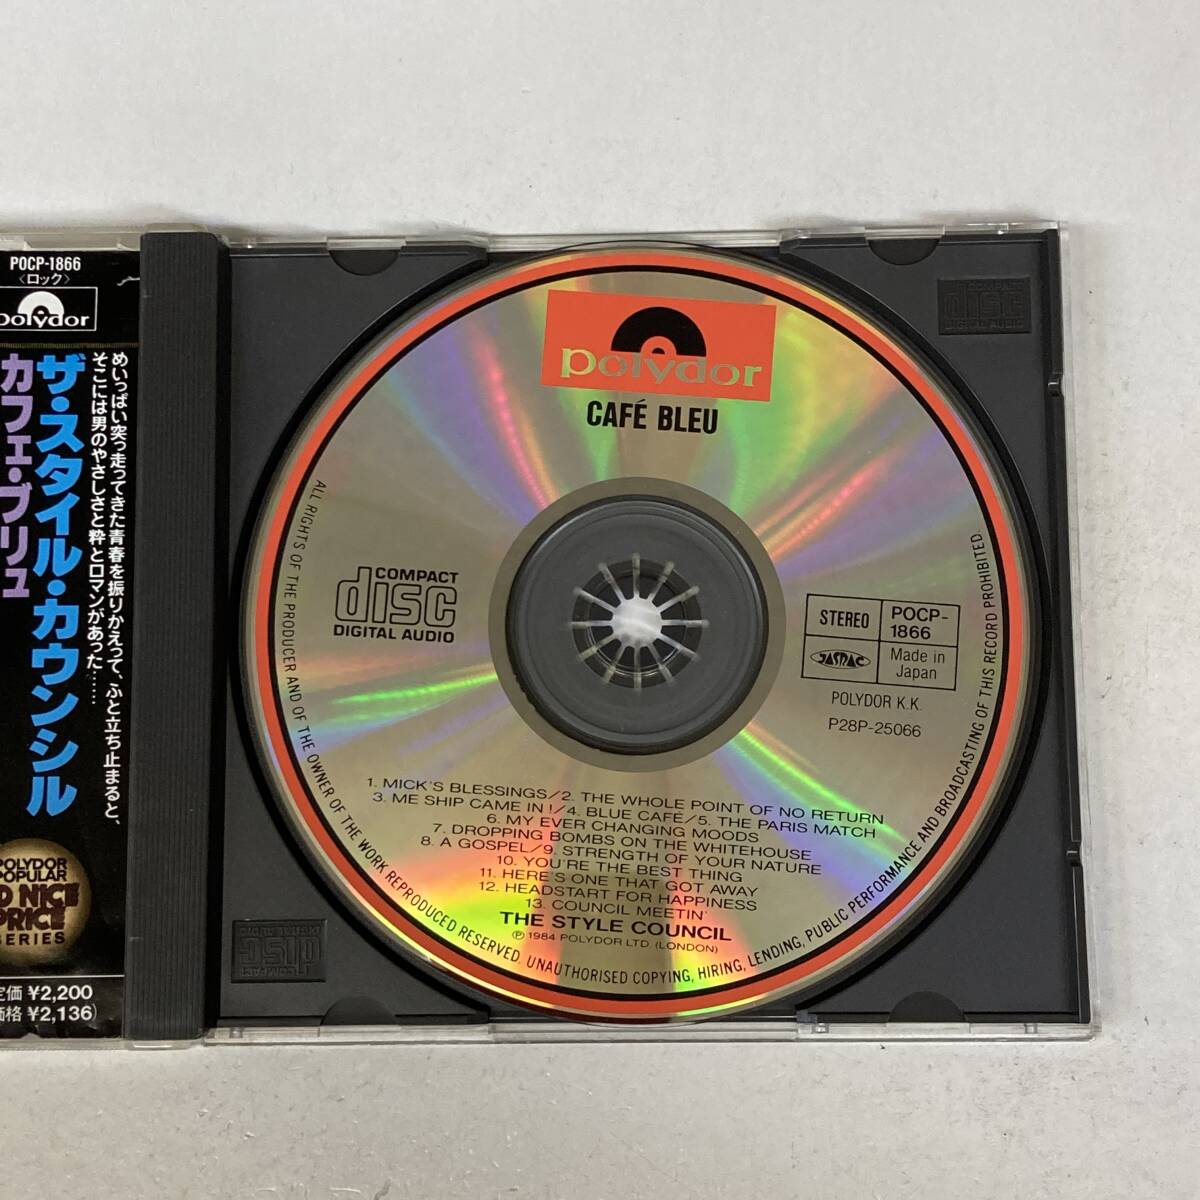 POCP-1866
〈ロック〉
polydor
めいっぱい突っ走ってきた青春を振りかえって、ふと立ち止まると、
そこには男のやさしさと粋とロマンがあった……
ザ・スタイル・カウンシル
カフェ・ブリュ
POLYDOR
POPULAR
NICE
PRICE
SERIES
定価 ¥2,200
価格 ¥2,136)
polydor
CAFÉ BLEU
COMPACT
disc
DIGITAL AUDIO
STEREO
POCP-
1866
JASRAC
Made in
Japan
POLYDOR K.K.
P28P-25066
1. MICK'S BLESSINGS/2. THE WHOLE POINT OF NO RETURN
3. ME SHIP CAME IN!/4. BLUE CAFÉ/5. THE PARIS MATCH
6. MY EVER CHANGING MOODS
7. DROPPING BOMBS ON THE WHITEHOUSE
8. A GOSPEL/9. STRENGTH OF YOUR NATURE
10. YOU'RE THE BEST THING
11. HERE'S ONE THAT GOT AWAY
12. HEADSTART FOR HAPPINESS
13. COUNCIL MEETIN'
THE STYLE COUNCIL
Ⓟ 1984 POLYDOR LTD. (LONDON)
ALL RIGHTS OF THE PRODUCER AND OF THE OWNER OF THE WORK REPRODUCED RESERVED. UNAUTHORISED COPYING, HIRING, LENDING, PUBLIC PERFORMANCE AND BROADCASTING OF THIS RECORD PROHIBITED.
COMPACT
disc
DIGITAL AUDIO
COMPACT
disc
DIGITAL AUDIO